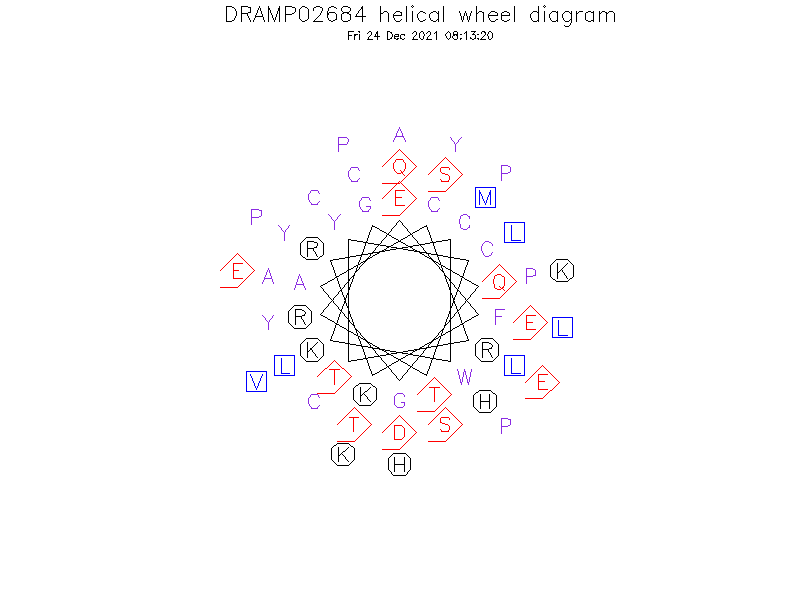 DRAMP02684 helical wheel diagram
Fri 24 Dec 2021 08:13:20
A
P Y
Q
C S P
C G E C M
P Y C
Y L
R C
E A A Q P K
Y R F E L
K R
V L T W L E
C K G T H
T D S P
K H